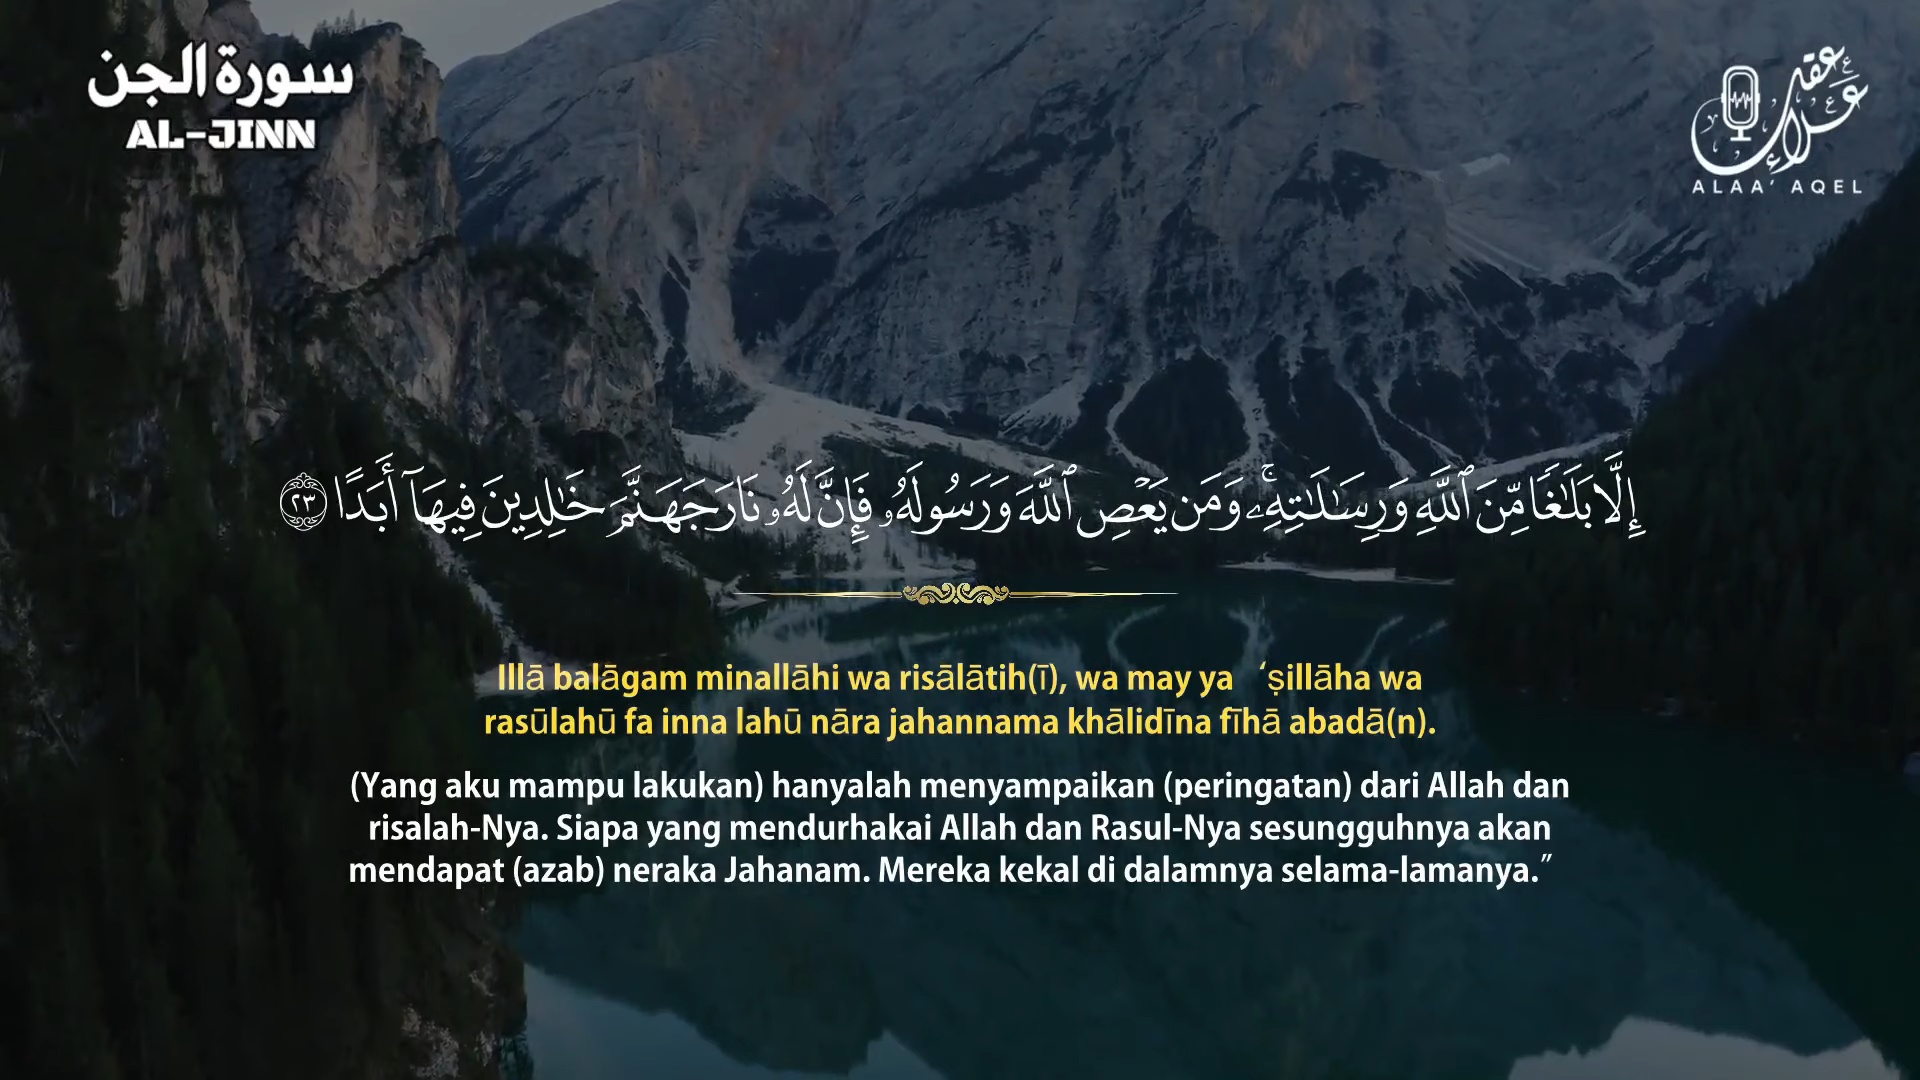 سورة الجن
AL-JINN
علاء عقل
ALAA' AQEL
إِلَّا بَلَـٰغًا مِّنَ ٱللَّهِ وَرِسَـٰلَـٰتِهِۦۚ وَمَن يَعْصِ ٱللَّهَ وَرَسُولَهُۥ فَإِنَّ لَهُۥ نَارَ جَهَنَّمَ خَـٰلِدِينَ فِيهَآ أَبَدًا ٢٣
Illā balāgam minallāhi wa risālātih(ī), wa may ya ‘ṣillāha wa
rasūlahū fa inna lahū nāra jahannama khālidīna fīhā abadā(n).
(Yang aku mampu lakukan) hanyalah menyampaikan (peringatan) dari Allah dan
risalah-Nya. Siapa yang mendurhakai Allah dan Rasul-Nya sesungguhnya akan
mendapat (azab) neraka Jahanam. Mereka kekal di dalamnya selama-lamanya.”